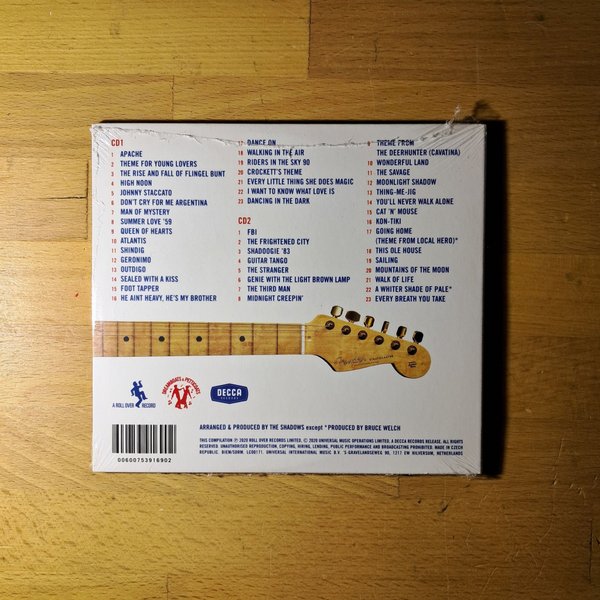 CD1
1 APACHE
2 THEME FOR YOUNG LOVERS
3 THE RISE AND FALL OF FLINGEL BUNT
4 HIGH NOON
5 JOHNNY STACCATO
6 DON'T CRY FOR ME ARGENTINA
7 MAN OF MYSTERY
8 SUMMER LOVE '59
9 QUEEN OF HEARTS
10 ATLANTIS
11 SHINDIG
12 GERONIMO
13 OUTDIGO
14 SEALED WITH A KISS
15 FOOT TAPPER
16 HE AINT HEAVY, HE'S MY BROTHER
17 DANCE ON
18 WALKING IN THE AIR
19 RIDERS IN THE SKY 90
20 CROCKETT'S THEME
21 EVERY LITTLE THING SHE DOES MAGIC
22 I WANT TO KNOW WHAT LOVE IS
23 DANCING IN THE DARK
CD2
1 FBI
2 THE FRIGHTENED CITY
3 SHADOOGIE '83
4 GUITAR TANGO
5 THE STRANGER
6 GENIE WITH THE LIGHT BROWN LAMP
7 THE THIRD MAN
8 MIDNIGHT CREEPIN'
9 THEME FROM
THE DEERHUNTER (CAVATINA)
10 WONDERFUL LAND
11 THE SAVAGE
12 MOONLIGHT SHADOW
13 THING-ME-JIG
14 YOU'LL NEVER WALK ALONE
15 CAT 'N' MOUSE
16 KON-TIKI
17 GOING HOME
(THEME FROM LOCAL HERO)*
18 THIS OLE HOUSE
19 SAILING
20 MOUNTAINS OF THE MOON
21 WALK OF LIFE
22 A WHITER SHADE OF PALE*
23 EVERY BREATH YOU TAKE
A ROLL OVER RECORD
DREAMBOATS & PETTICOATS
DECCA
ARRANGED & PRODUCED BY THE SHADOWS except * PRODUCED BY BRUCE WELCH
THIS COMPILATION ℗ 2020 ROLL OVER RECORDS LIMITED. © 2020 UNIVERSAL MUSIC OPERATIONS LIMITED. A DECCA RECORDS RELEASE. ALL RIGHTS
RESERVED. UNAUTHORISED REPRODUCTION, COPYING, HIRING, LENDING, PUBLIC PERFORMANCE AND BROADCASTING PROHIBITED. MADE IN CZECH
REPUBLIC. BIEM/SDRM. LC00171. UNIVERSAL INTERNATIONAL MUSIC B.V. 'S-GRAVELANDSEWEG 80, 1217 EW HILVERSUM, NETHERLANDS
00600753916902